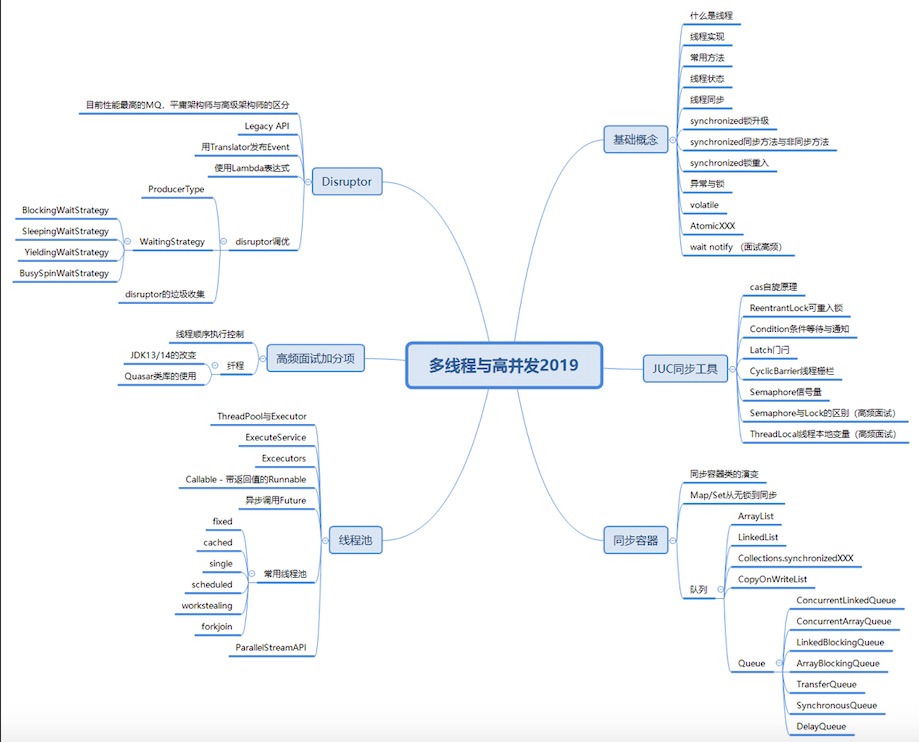 多线程与高并发2019
基础概念
什么是线程
线程实现
常用方法
线程状态
线程同步
synchronized锁升级
synchronized同步方法与非同步方法
synchronized锁重入
异常与锁
volatile
AtomicXXX
wait notify （面试高频）
JUC同步工具
cas自旋原理
ReentrantLock可重入锁
Condition条件等待与通知
Latch门闩
CyclicBarrier线程栅栏
Semaphore信号量
Semaphore与Lock的区别（高频面试）
ThreadLocal线程本地变量（高频面试）
同步容器
同步容器类的演变
Map/Set从无锁到同步
队列
ArrayList
LinkedList
Collections.synchronizedXXX
CopyOnWriteList
Queue
ConcurrentLinkedQueue
ConcurrentArrayQueue
LinkedBlockingQueue
ArrayBlockingQueue
TransferQueue
SynchronousQueue
DelayQueue
Disruptor
目前性能最高的MQ，平庸架构师与高级架构师的区分
Legacy API
用Translator发布Event
使用Lambda表达式
disruptor调优
ProducerType
WaitingStrategy
BlockingWaitStrategy
SleepingWaitStrategy
YieldingWaitStrategy
BusySpinWaitStrategy
disruptor的垃圾收集
高频面试加分项
线程顺序执行控制
纤程
JDK13/14的改变
Quasar类库的使用
线程池
ThreadPool与Executor
ExecuteService
Excecutors
Callable - 带返回值的Runnable
异步调用Future
常用线程池
fixed
cached
single
scheduled
workstealing
forkjoin
ParallelStreamAPI